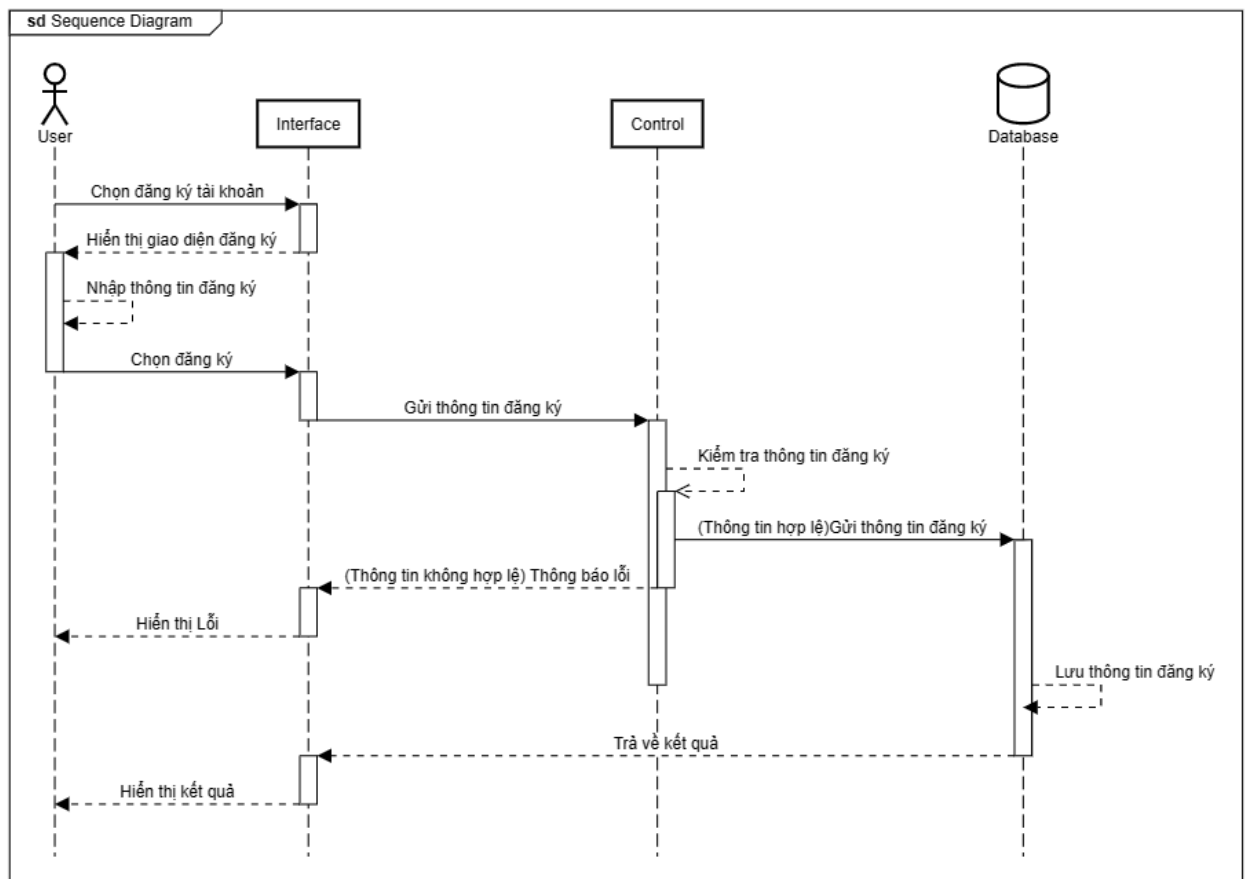 sd Sequence Diagram
User
Interface
Control
Database
Chọn đăng ký tài khoản
Hiển thị giao diện đăng ký
Nhập thông tin đăng ký
Chọn đăng ký
Gửi thông tin đăng ký
Kiểm tra thông tin đăng ký
(Thông tin hợp lệ)Gửi thông tin đăng ký
(Thông tin không hợp lệ) Thông báo lỗi
Hiển thị Lỗi
Lưu thông tin đăng ký
Trả về kết quả
Hiển thị kết quả